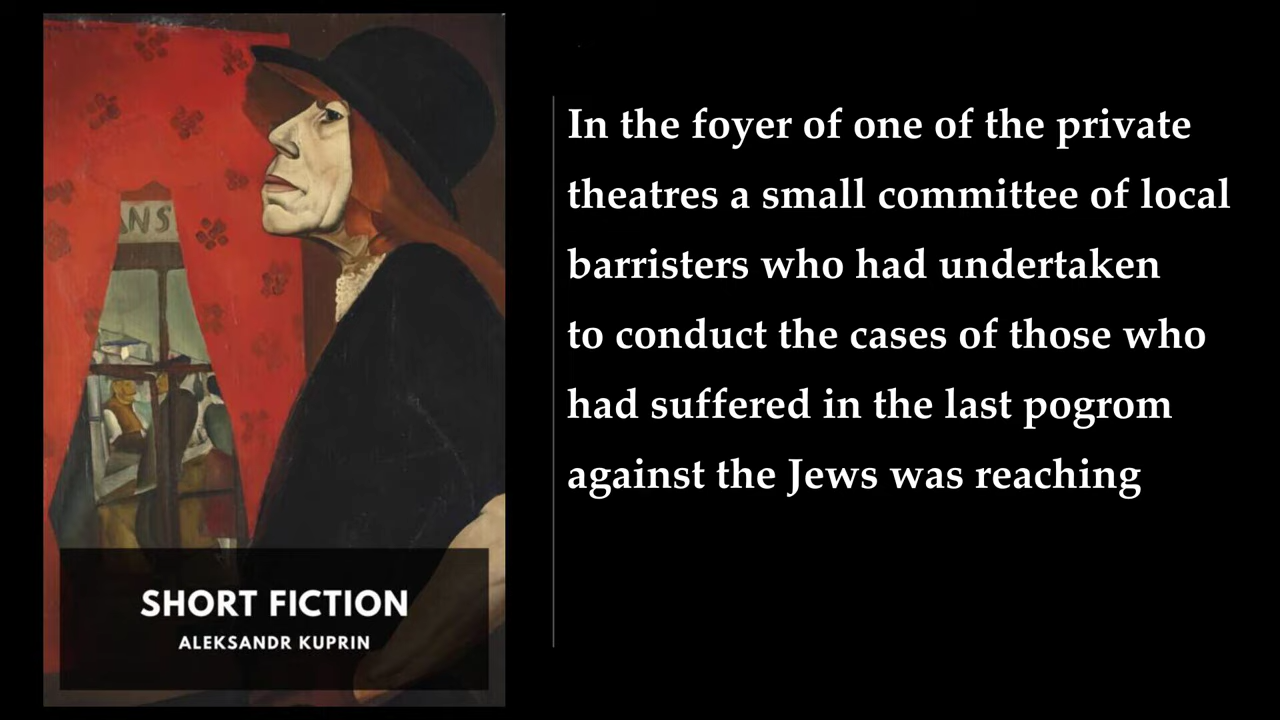 ANS
SHORT FICTION
ALEKSANDR KUPRIN
In the foyer of one of the private
theatres a small committee of local
barristers who had undertaken
to conduct the cases of those who
had suffered in the last pogrom
against the Jews was reaching